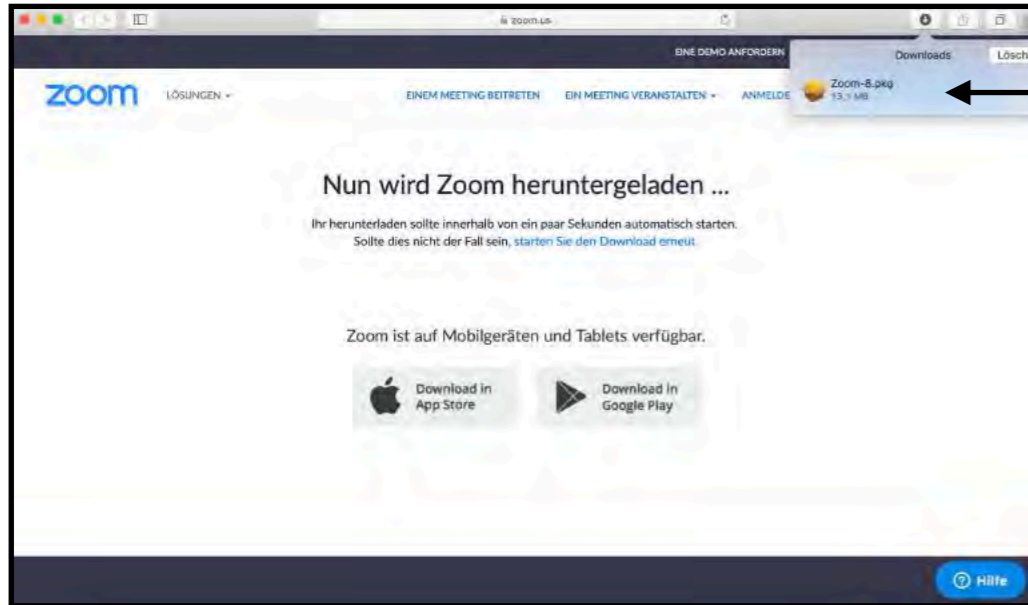 zoom.us
EINE DEMO ANFORDERN
Downloads
Lösch
Zoom-8.pkg
13,1 MB
zoom
LÖSUNGEN
EINEM MEETING BEITRETEN
EIN MEETING VERANSTALTEN
ANMELDE
Nun wird Zoom heruntergeladen ...
Ihr herunterladen sollte innerhalb von ein paar Sekunden automatisch starten.
Sollte dies nicht der Fall sein, starten Sie den Download erneut.
Zoom ist auf Mobilgeräten und Tablets verfügbar.
Download in
App Store
Download in
Google Play
Hilfe